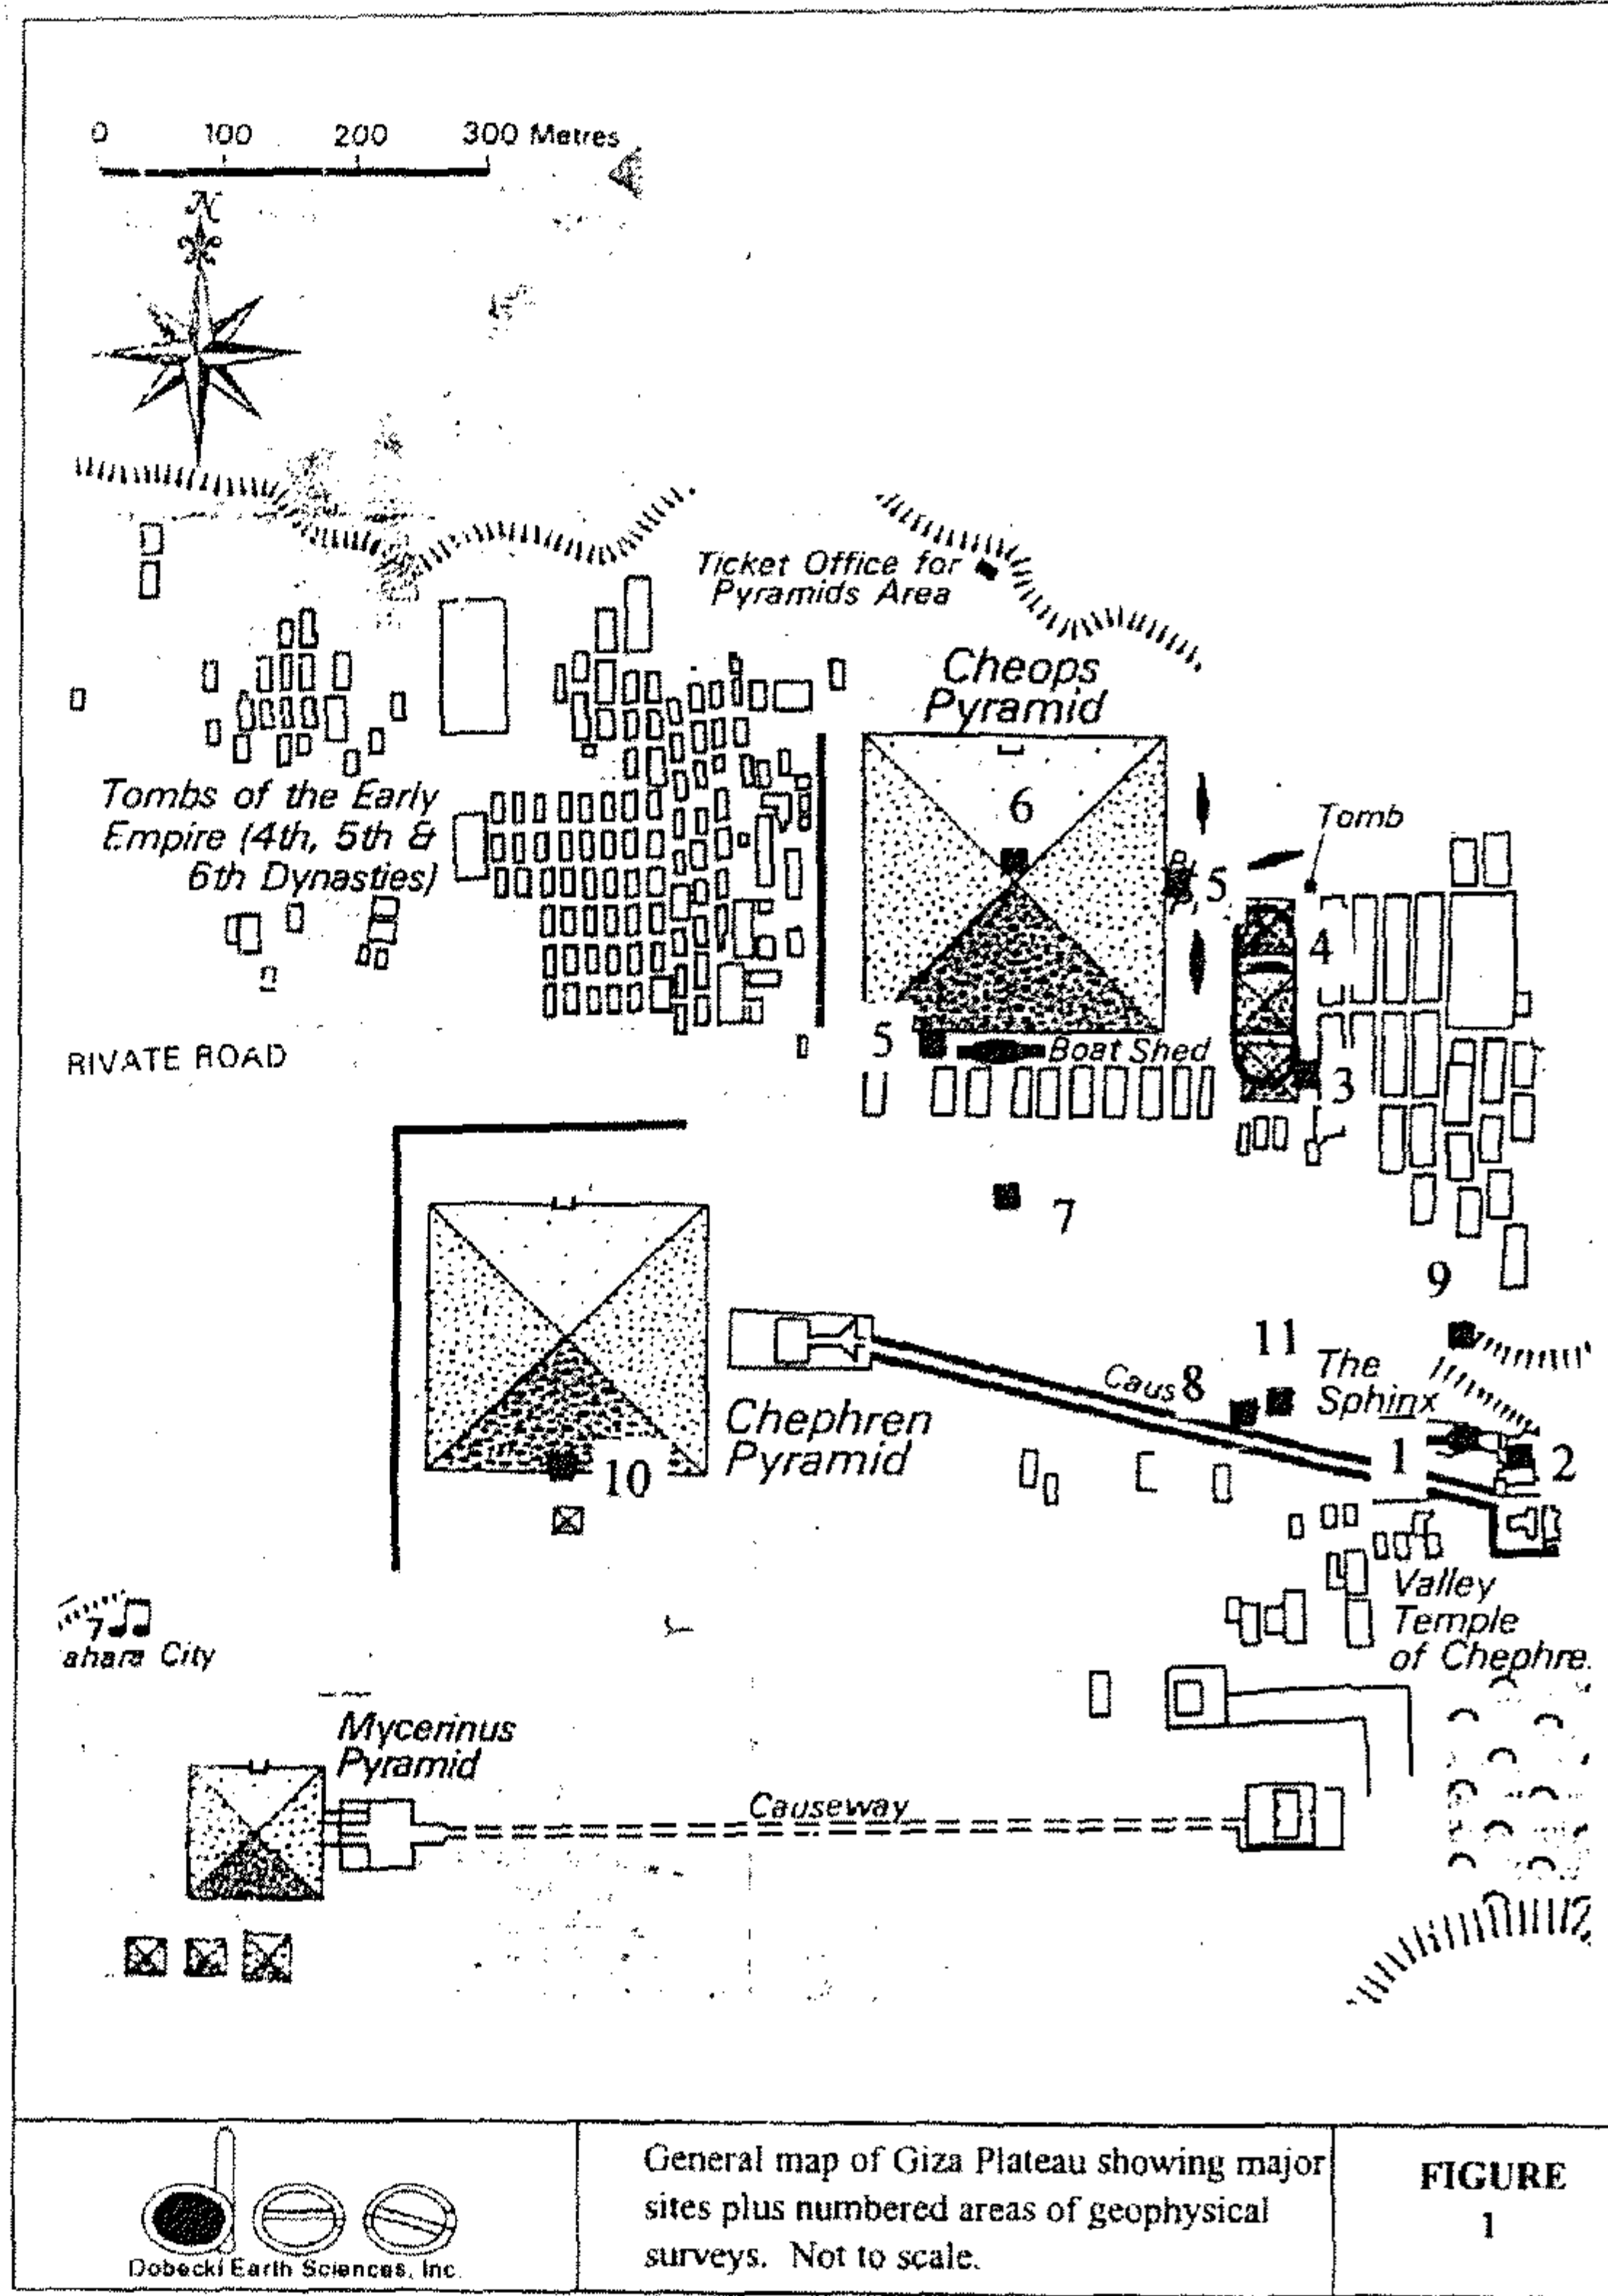 0 100 200 300 Metres
N
Ticket Office for
Pyramids Area
Cheops
Pyramid
6
Tombs of the Early
Empire (4th, 5th &
6th Dynasties)
Tomb
5
4
RIVATE ROAD
5
Boat Shed
3
7
9
11
The
Sphinx
Caus 8
Chephren
Pyramid
10
1
2
Valley
Temple
of Chephre
ahara City
Mycerinus
Pyramid
Causeway
Dobecki Earth Sciences, Inc.
General map of Giza Plateau showing major
sites plus numbered areas of geophysical
surveys. Not to scale.
FIGURE
1